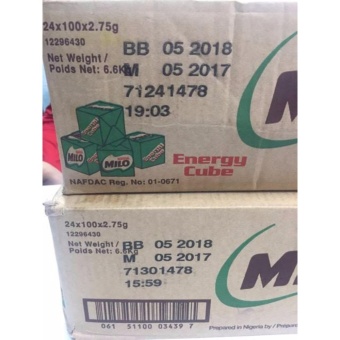 24x100x2.75g
12296430
Net Weight / BB 05 2018
Poids Net: 6.6Kg M 05 2017
71241478
19:03
MILO
MILO
Energy
Cube
NAFDAC Reg. No: 01-0671
24x100x2.75g
12296430
Net Weight / BB 05 2018
Poids Net: 6.6Kg M 05 2017
71301478
15:59
061 51100 03439 7
Prepared in Nigeria by / Préparé